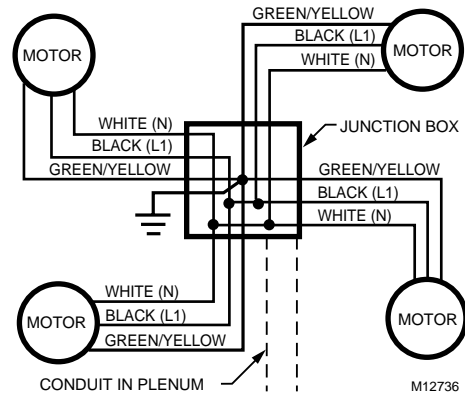 GREEN/YELLOW
BLACK (L1)
WHITE (N)
MOTOR
MOTOR
WHITE (N)
BLACK (L1)
GREEN/YELLOW
JUNCTION BOX
GREEN/YELLOW
BLACK (L1)
WHITE (N)
WHITE (N)
BLACK (L1)
GREEN/YELLOW
MOTOR
MOTOR
CONDUIT IN PLENUM
M12736